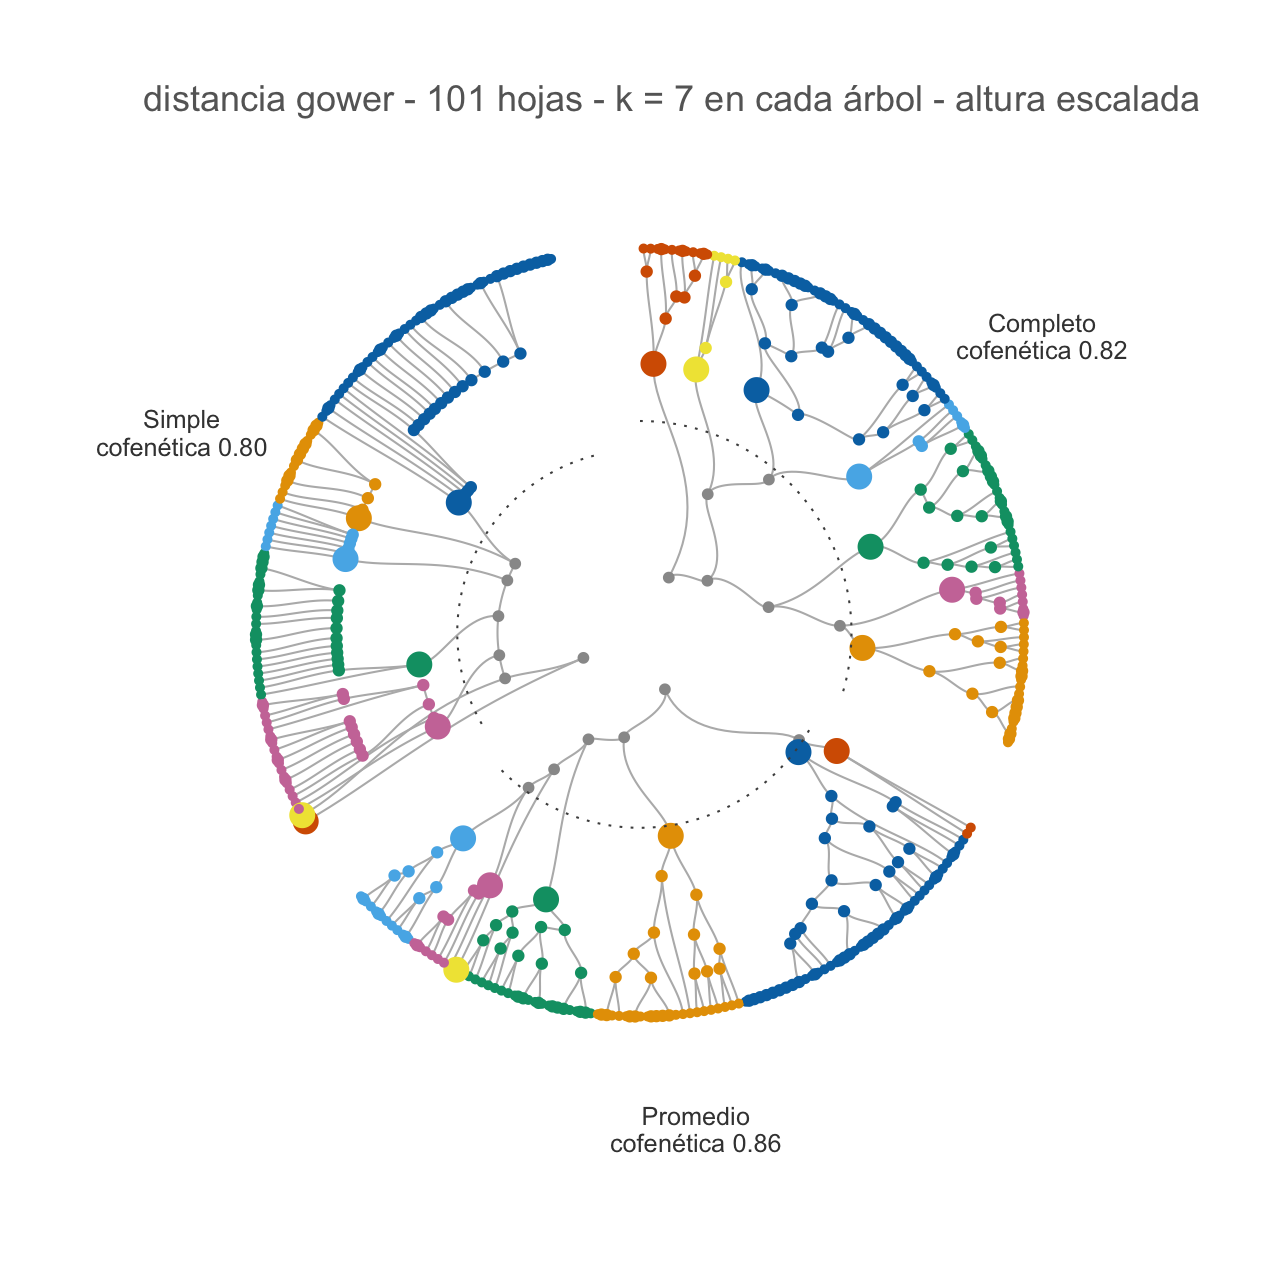 distancia gower - 101 hojas - k = 7 en cada árbol - altura escalada
Completo
cofenética 0.82
Simple
cofenética 0.80
Promedio
cofenética 0.86